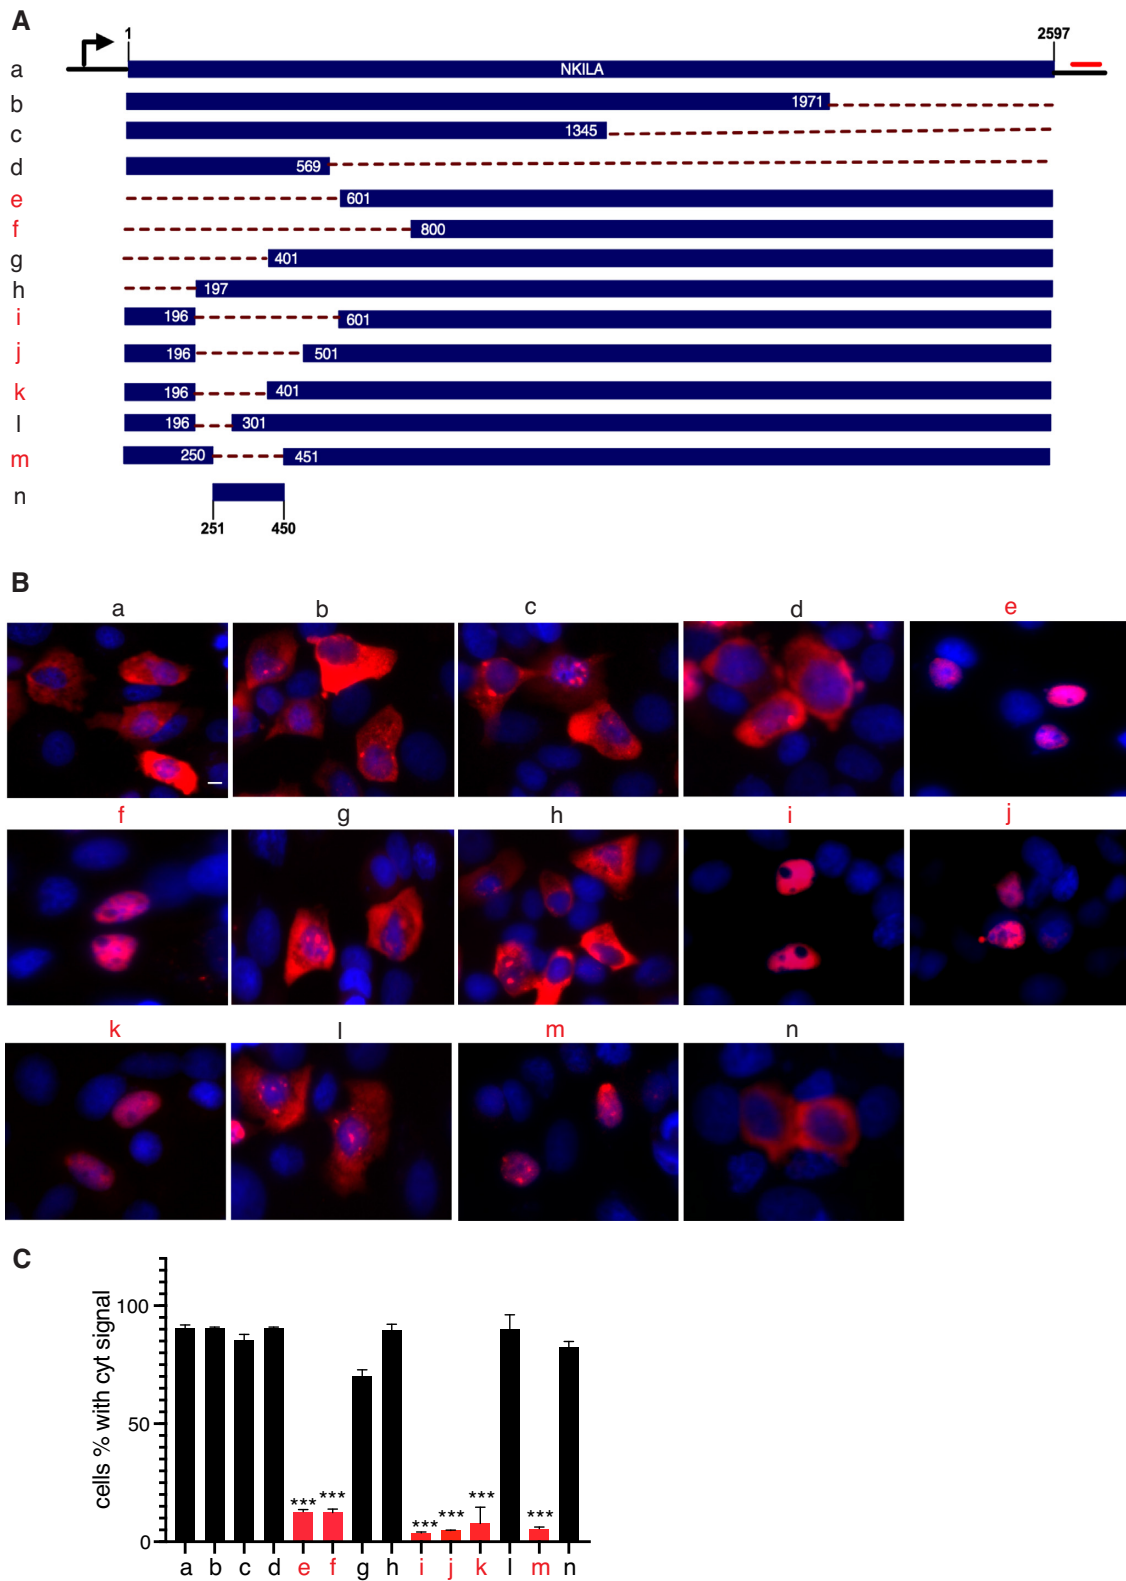 A
1 2597
a NKILA
b 1971
c 1345
d 569
e 601
f 800
g 401
h 197
i 196 601
j 196 501
k 196 401
l 196 301
m 250 451
n
251 450
B
a b c d e
f g h i j
k l m n
C
cells % with cyt signal
100
50
0
*** *** *** *** *** ***
a b c d e f g h i j k l m n